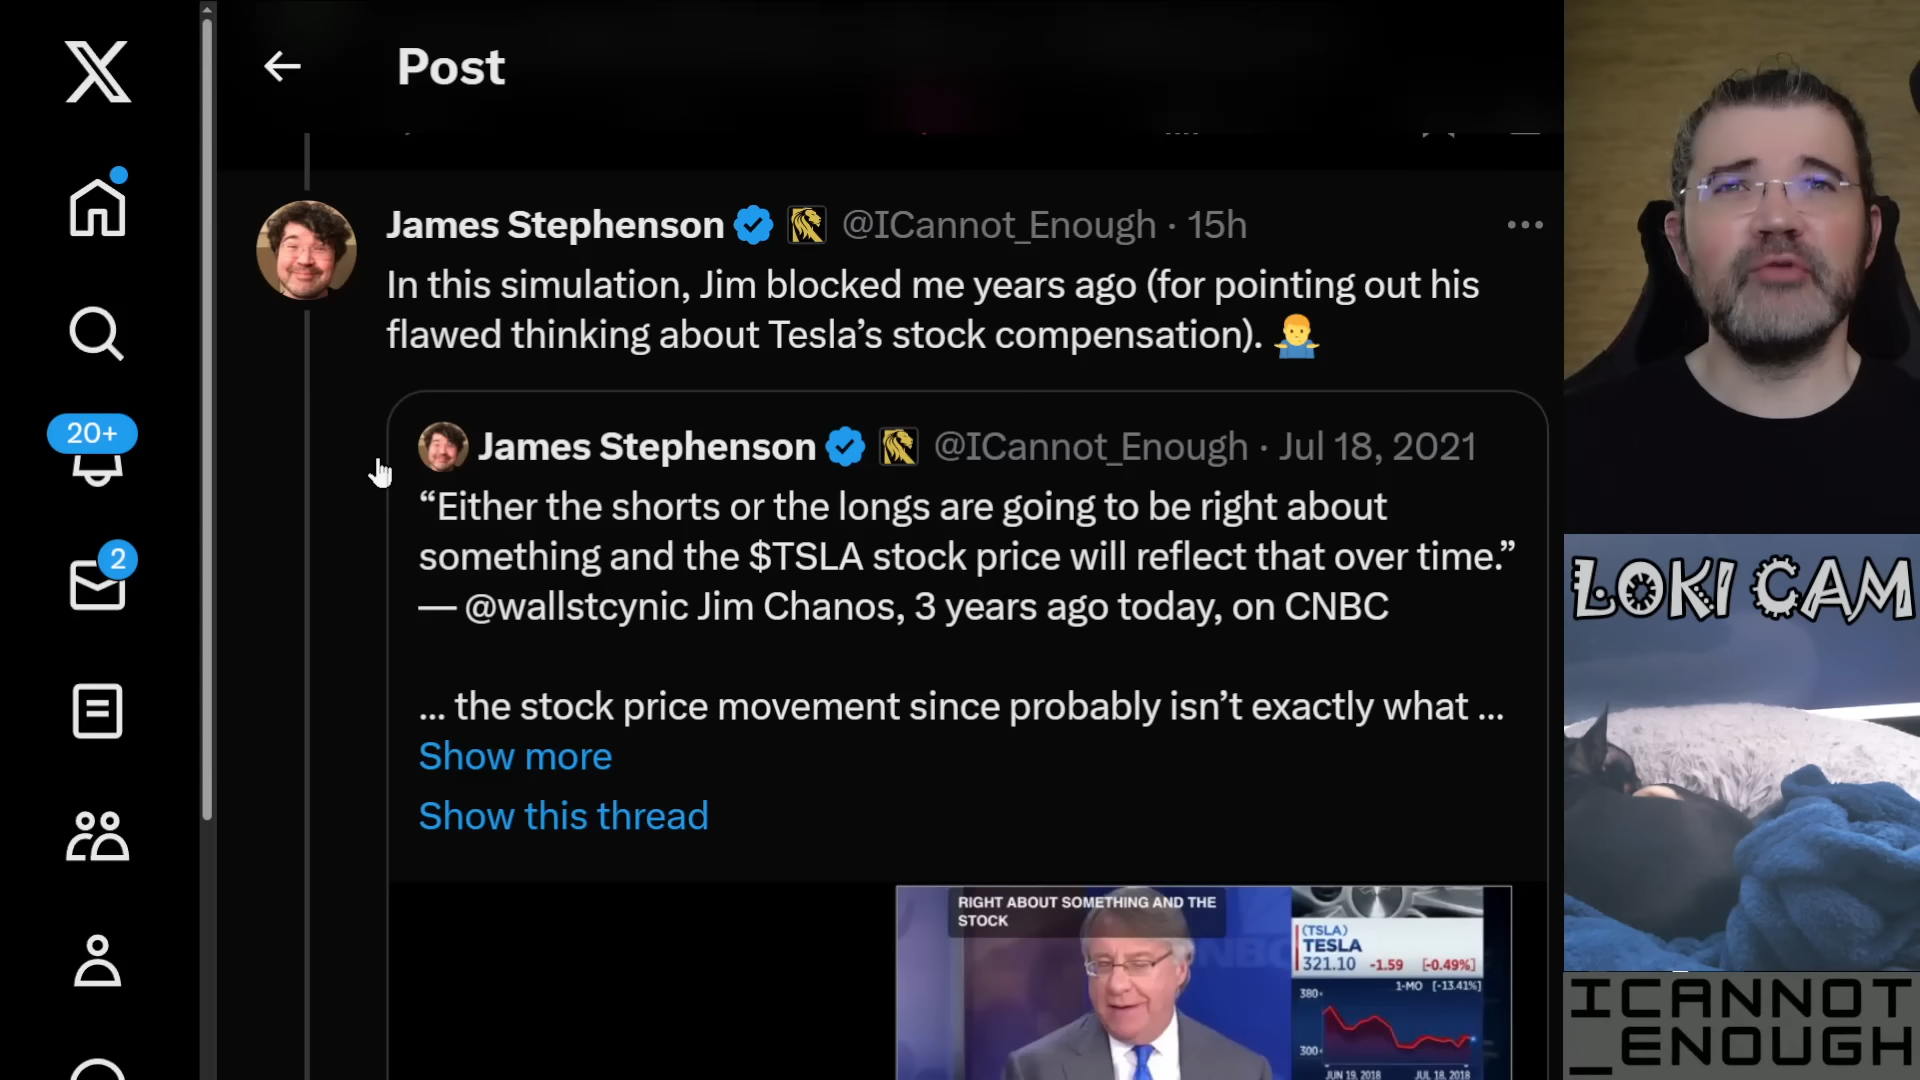 Post
James Stephenson @ICannot_Enough · 15h
In this simulation, Jim blocked me years ago (for pointing out his
flawed thinking about Tesla’s stock compensation). 🤷‍♂️
20+
2
James Stephenson @ICannot_Enough · Jul 18, 2021
“Either the shorts or the longs are going to be right about
something and the $TSLA stock price will reflect that over time.”
— @wallstcynic Jim Chanos, 3 years ago today, on CNBC
... the stock price movement since probably isn’t exactly what ...
Show more
Show this thread
RIGHT ABOUT SOMETHING AND THE
STOCK
(TSLA)
TESLA
321.10 -1.59 [-0.49%]
1-MO [-13.41%]
380
300
JUN 19, 2018 JUL 18, 2018
LOKI CAM
ICANNOT
_ENOUGH